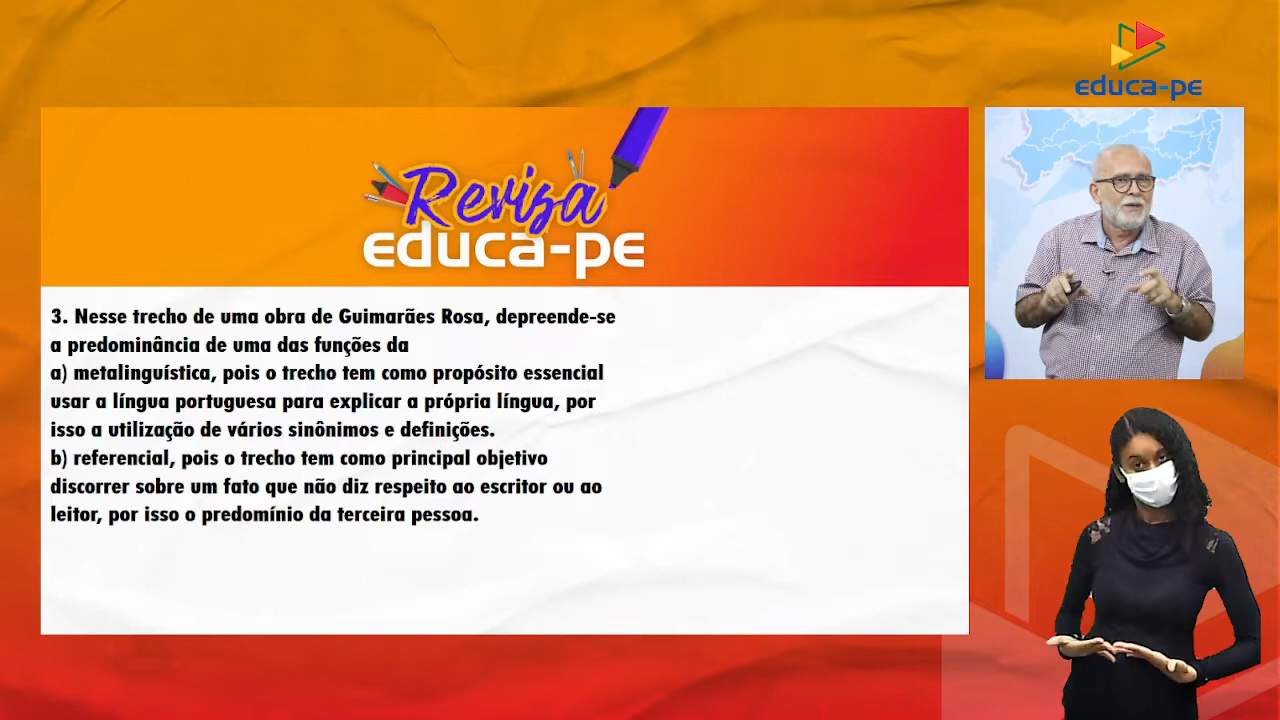 educa-pe
Revisa
educa-pe
3. Nesse trecho de uma obra de Guimarães Rosa, depreende-se
a predominância de uma das funções da
a) metalinguística, pois o trecho tem como propósito essencial
usar a língua portuguesa para explicar a própria língua, por
isso a utilização de vários sinônimos e definições.
b) referencial, pois o trecho tem como principal objetivo
discorrer sobre um fato que não diz respeito ao escritor ou ao
leitor, por isso o predomínio da terceira pessoa.